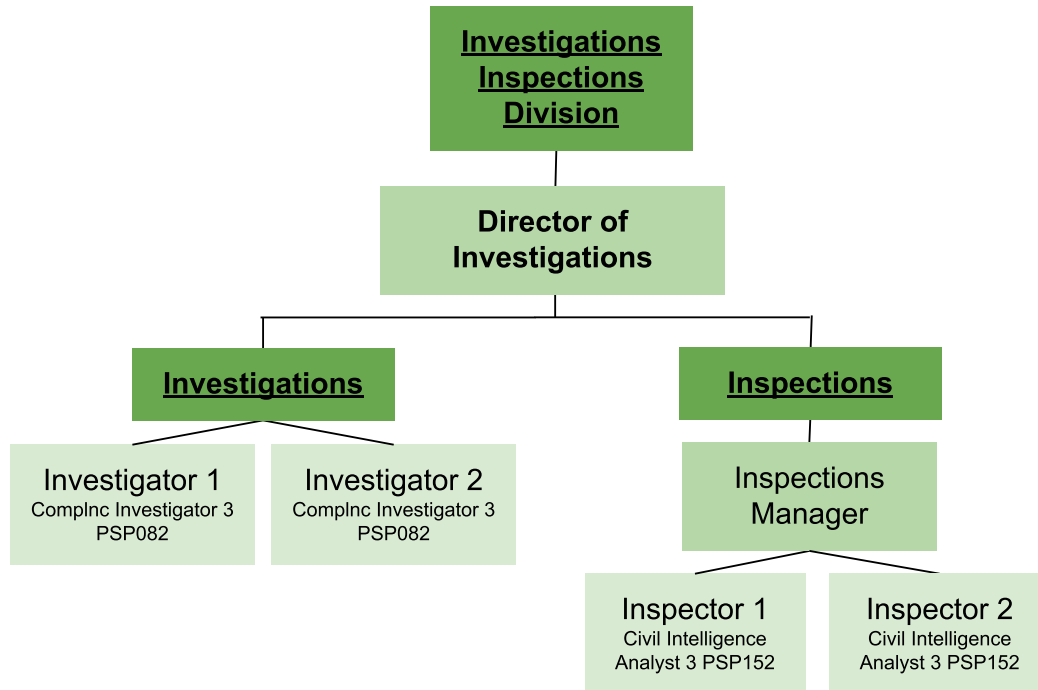 Investigations
Inspections
Division
Director of
Investigations
Investigations
Inspections
Investigator 1
Complnc Investigator 3
PSP082
Investigator 2
Complnc Investigator 3
PSP082
Inspections
Manager
Inspector 1
Civil Intelligence
Analyst 3 PSP152
Inspector 2
Civil Intelligence
Analyst 3 PSP152